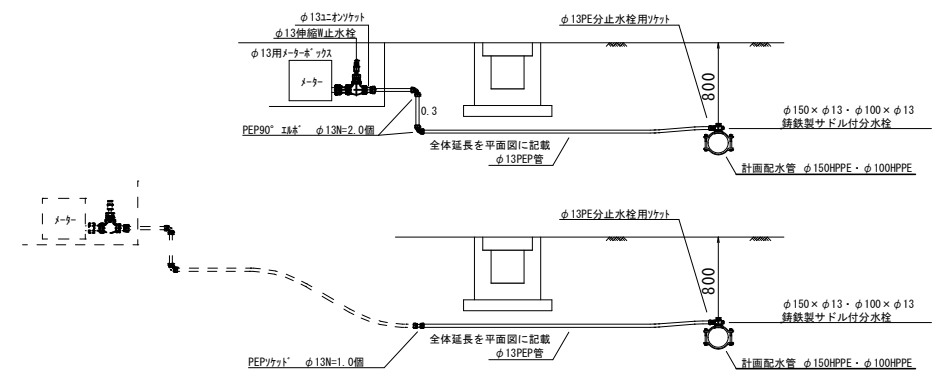 φ13ﾕﾆｵﾝｿｹｯﾄ
φ13伸縮W止水栓
φ13用ﾒｰﾀｰﾎﾞｯｸｽ
ﾒｰﾀｰ
0.3
PEP90° ｴﾙﾎﾞ φ13N=2.0個
全体延長を平面図に記載
φ13PEP管
φ13PE分止水栓用ｿｹｯﾄ
800
φ150×φ13・φ100×φ13
鋳鉄製サドル付分水栓
計画配水管 φ150HPPE・φ100HPPE
ﾒｰﾀｰ
PEPｿｹｯﾄﾞ φ13N=1.0個
全体延長を平面図に記載
φ13PEP管
φ13PE分止水栓用ｿｹｯﾄ
800
φ150×φ13・φ100×φ13
鋳鉄製サドル付分水栓
計画配水管 φ150HPPE・φ100HPPE